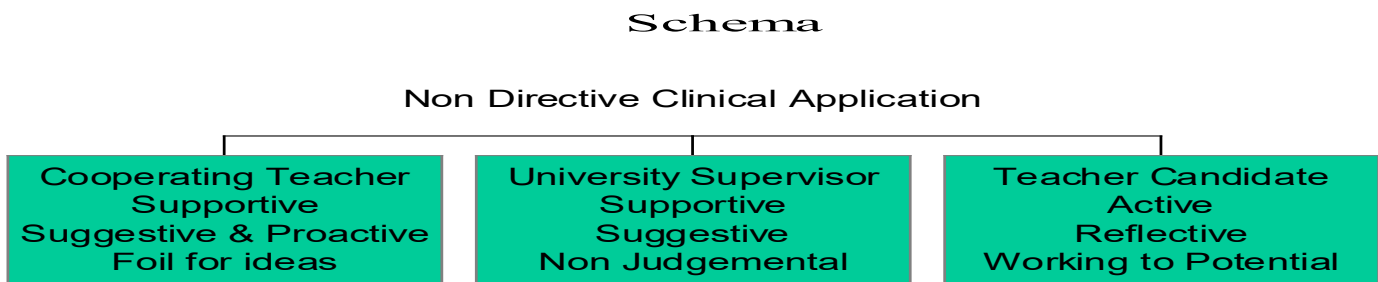 Schema
Non Directive Clinical Application
Cooperating Teacher
Supportive
Suggestive & Proactive
Foil for ideas
University Supervisor
Supportive
Suggestive
Non Judgemental
Teacher Candidate
Active
Reflective
Working to Potential